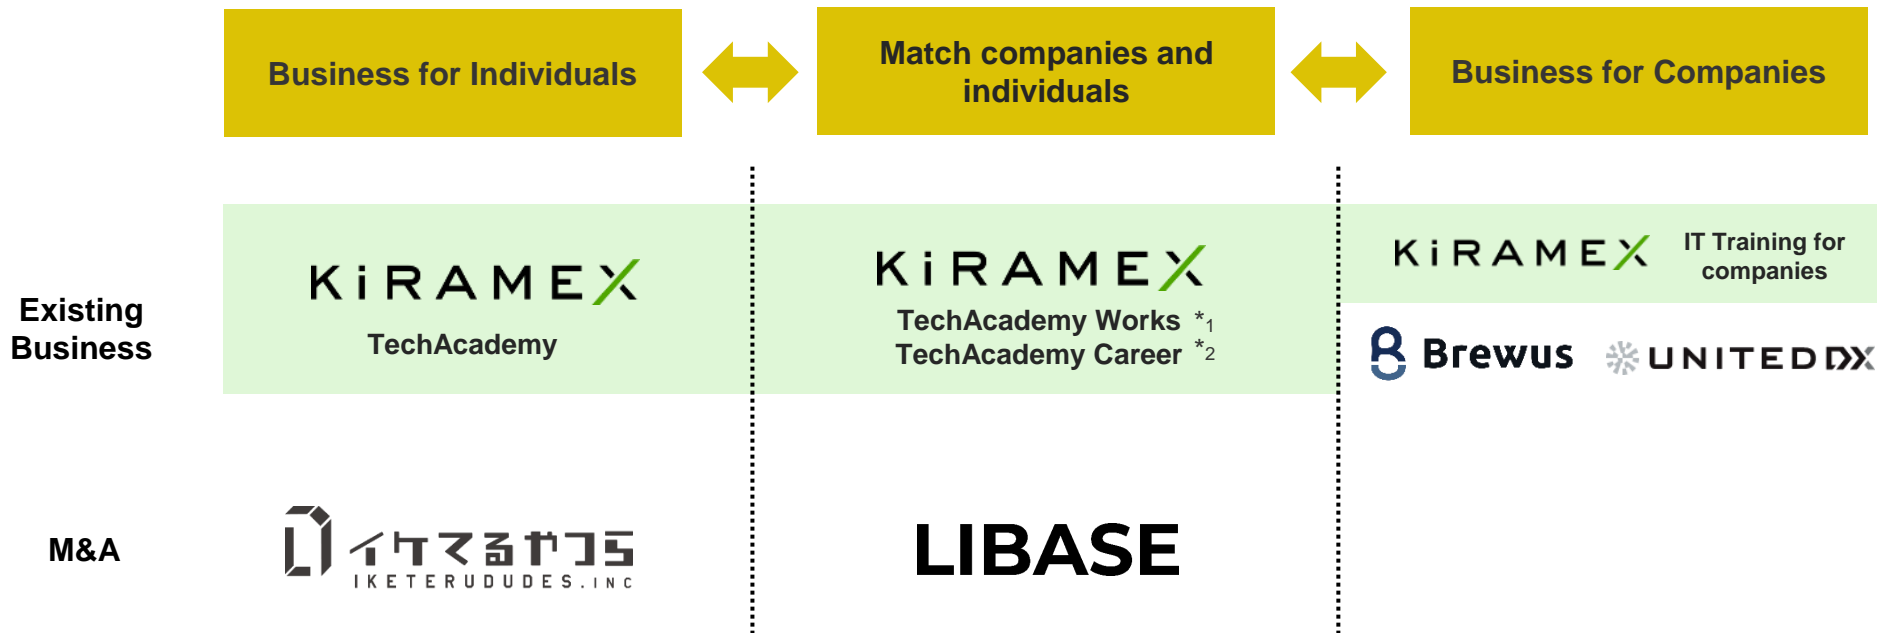 Business for Individuals
Match companies and
individuals
Business for Companies
Existing
Business
KiRAMEX
TechAcademy
KiRAMEX
TechAcademy Works *1
TechAcademy Career *2
KiRAMEX
IT Training for
companies
Brewus
UNITED DX
M&A
イケてるやつら
IKETERUDUDES.INC
LIBASE